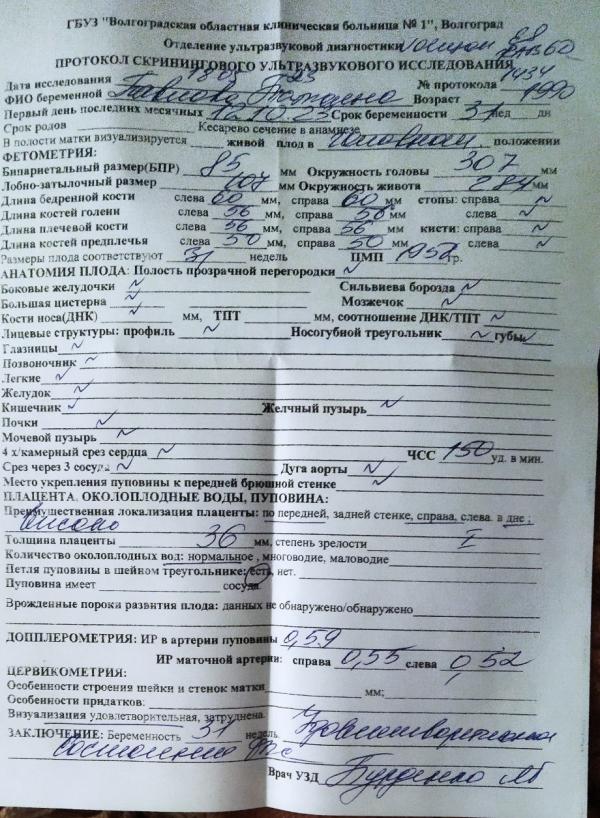 ГБУЗ "Волгоградская областная клиническая больница № 1", Волгоград
Отделение ультразвуковой диагностики
ПРОТОКОЛ СКРИНИНГОВОГО УЛЬТРАЗВУКОВОГО ИССЛЕДОВАНИЯ
Дата исследования 18 05 23 № протокола 1434
ФИО беременной Павлова Возраст 1990
Первый день последних месячных Срок беременности 31 нед дн
Срок родов Кесарево сечение в анамнезе
В полости матки визуализируется живой плод в головном положении
ФЕТОМЕТРИЯ:
Бипариетальный размер(БПР) 85 мм Окружность головы 307 мм
Лобно-затылочный размер 107 мм Окружность живота 284 мм
Длина бедренной кости слева 60 мм, справа 60 мм стопы: справа N
Длина костей голени слева 56 мм, справа 56 мм слева N
Длина плечевой кости слева 56 мм, справа 56 мм кисти: справа N
Длина костей предплечья слева 50 мм, справа 50 мм слева N
Размеры плода соответствуют 31 недель ПМП 1952 гр.
АНАТОМИЯ ПЛОДА: Полость прозрачной перегородки N
Боковые желудочки N Сильвиева борозда N
Большая цистерна N Мозжечок N
Кости носа(ДНК) N мм, ТПТ мм, соотношение ДНК/ТПТ N
Лицевые структуры: профиль N Носогубной треугольник N губы N
Глазницы N
Позвоночник N
Легкие N
Желудок N
Кишечник N Желчный пузырь N
Почки N
Мочевой пузырь N
4 х/камерный срез сердца N ЧСС 150 уд. в мин.
Срез через 3 сосуда N Дуга аорты N
Место укрепления пуповины к передней брюшной стенке N
ПЛАЦЕНТА, ОКОЛОПЛОДНЫЕ ВОДЫ, ПУПОВИНА:
Преимущественная локализация плаценты: по передней, задней стенке, справа, слева. в дне ;
высоко
Толщина плаценты 36 мм, степень зрелости I
Количество околоплодных вод: нормальное , многоводие, маловодие
Петля пуповины в шейном треугольнике: есть, нет.
Пуповина имеет сосуда.
Врожденные пороки развития плода: данных не обнаружено/обнаружено
ДОППЛЕРОМЕТРИЯ: ИР в артерии пуповины 0,59
ИР маточной артерии: справа 0,55 слева 0,52
ЦЕРВИКОМЕТРИЯ:
Особенности строения шейки и стенок матки мм;
Особенности придатков:
Визуализация удовлетворительная, затруднена.
ЗАКЛЮЧЕНИЕ: Беременность 31 недель
состояние
Врач УЗД Бурденко